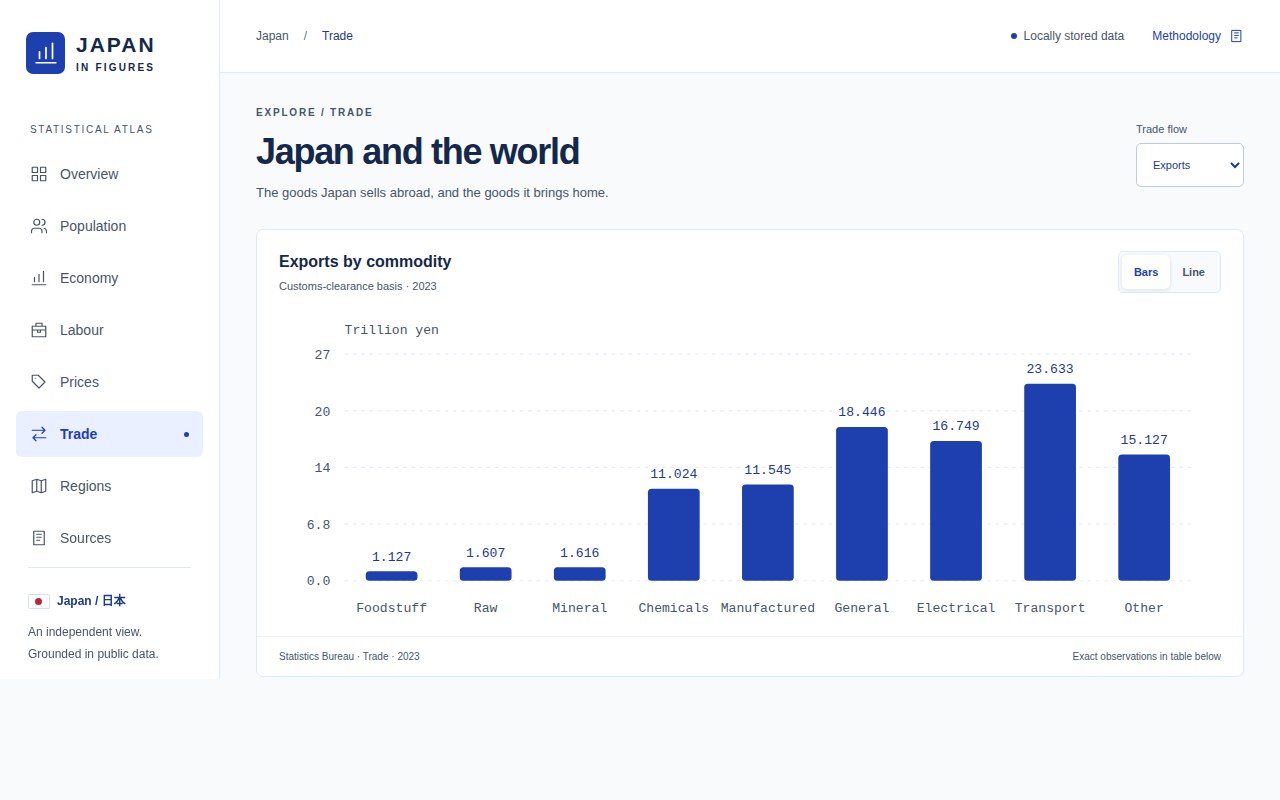 JAPAN
IN FIGURES
STATISTICAL ATLAS
Overview
Population
Economy
Labour
Prices
Trade
Regions
Sources
Japan / 日本
An independent view.
Grounded in public data.
Japan / Trade
Locally stored data
Methodology
EXPLORE / TRADE
Japan and the world
The goods Japan sells abroad, and the goods it brings home.
Trade flow
Exports
Exports by commodity
Customs-clearance basis · 2023
Bars
Line
Trillion yen
27
20
14
6.8
0.0
1.127
1.607
1.616
11.024
11.545
18.446
16.749
23.633
15.127
Foodstuff
Raw
Mineral
Chemicals
Manufactured
General
Electrical
Transport
Other
Statistics Bureau · Trade · 2023
Exact observations in table below